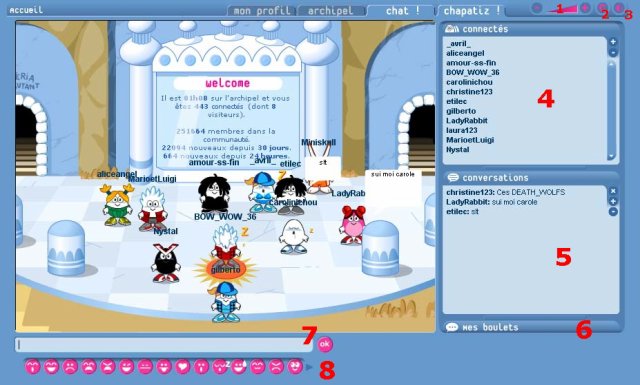 accueil
mon profil
archipel
chat !
chapatiz !
1
2
3
connectés
_avril_
aliceangel
amour-ss-fin
BOW_WOW_36
carolinichou
christine123
etilec
gilberto
LadyRabbit
laura123
MarioetLuigi
Nystal
4
welcome
Il est 01h08 sur l'archipel et vous
êtes 443 connectés (dont 8
visiteurs).
251664 membres dans la
communauté.
22094 nouveaux depuis 30 jours.
664 nouveaux depuis 24 heures.
Miniskull
slt
sui moi carole
amour-ss-fin
_avril_
etilec
aliceangel
MarioetLuigi
carolinichou
LadyRab
BOW_WOW_36
Nystal
z
gilberto
conversations
christine123: Ces DEATH_WOLFS
LadyRabbit: sui moi carole
etilec: slt
5
mes boulets
6
7
ok
8